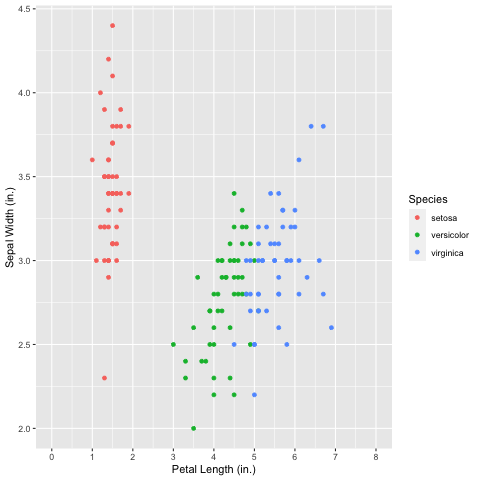 4.5
4.0
3.5
3.0
2.5
2.0
Sepal Width (in.)
0 1 2 3 4 5 6 7 8
Petal Length (in.)
Species
setosa
versicolor
virginica